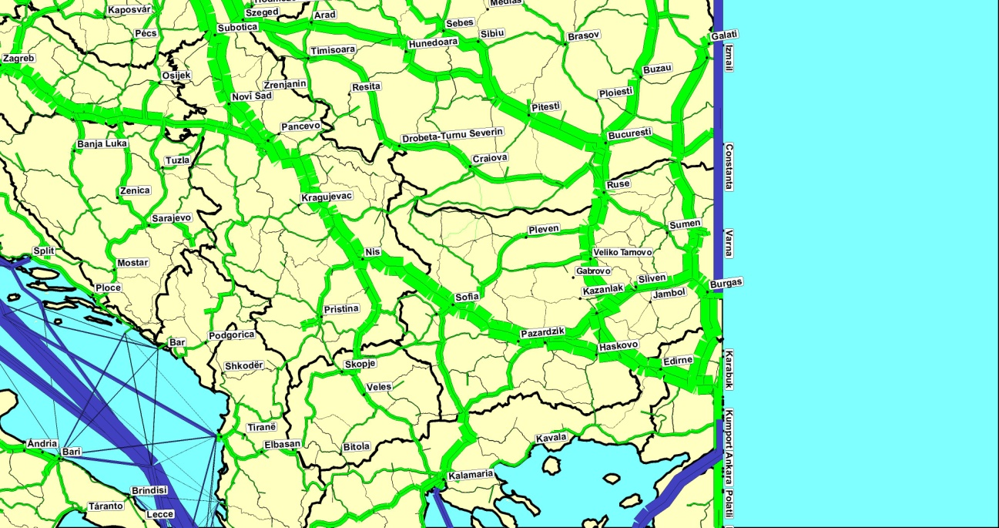 Kaposvár
Szeged
Arad
Sebes
Medias
Pécs
Subotica
Sibiu
Brasov
Galati
Hunedoara
Zagreb
Timisoara
Izmail
Osijek
Zrenjanin
Resita
Buzau
Novi Sad
Ploiesti
Pitesti
Pancevo
Drobeta-Turnu Severin
Bucuresti
Banja Luka
Constanta
Tuzla
Craiova
Zenica
Kragujevac
Ruse
Sarajevo
Sumen
Pleven
Varna
Split
Nis
Veliko Tarnovo
Mostar
Gabrovo
Sliven
Burgas
Ploce
Kazanlak
Jambol
Sofia
Pristina
Podgorica
Pazardzik
Bar
Haskovo
Edirne
Karabuk
Shkodër
Skopje
Veles
Kumport
Ankara
Tiranë
Elbasan
Bitola
Kavala
Ándria
Bari
Kalamaria
Polatli
Bríndisi
Táranto
Lecce